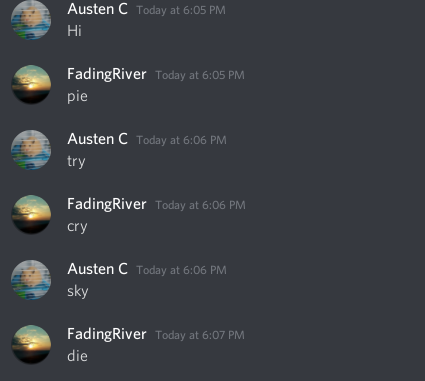 Austen C Today at 6:05 PM
Hi
FadingRiver Today at 6:05 PM
pie
Austen C Today at 6:06 PM
try
FadingRiver Today at 6:06 PM
cry
Austen C Today at 6:06 PM
sky
FadingRiver Today at 6:07 PM
die